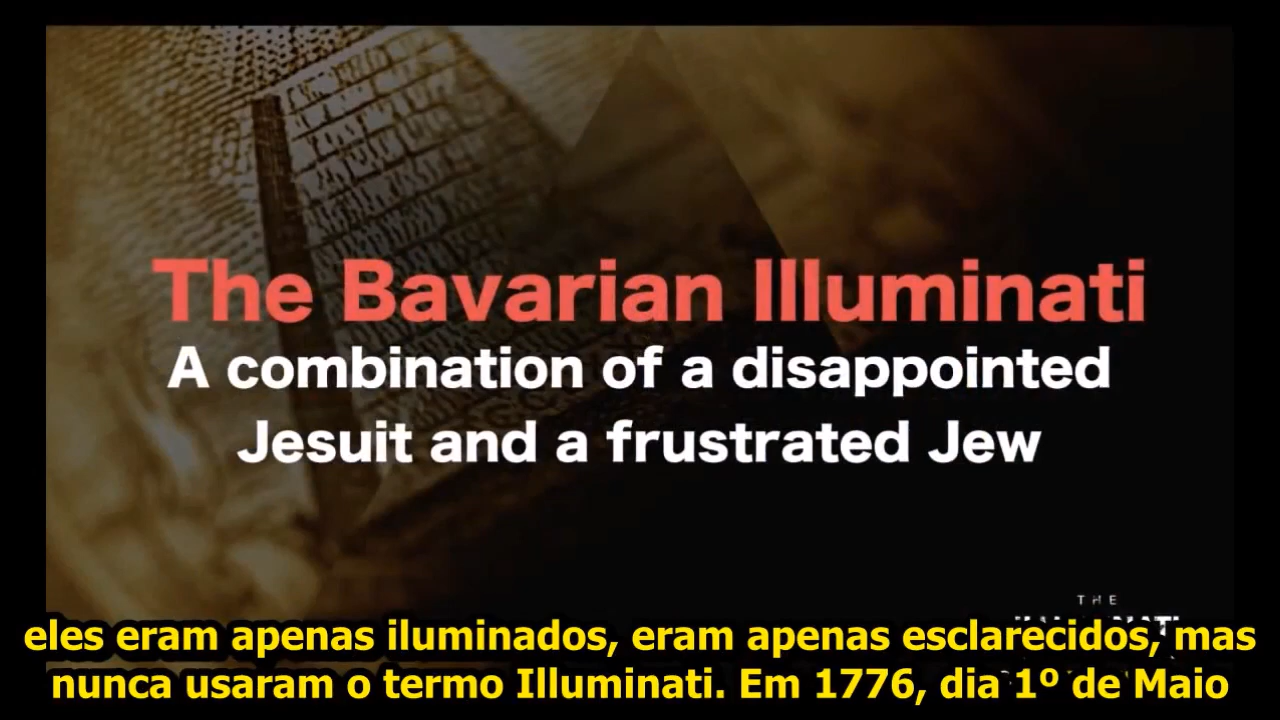 The Bavarian Illuminati
A combination of a disappointed
Jesuit and a frustrated Jew
THE
eles eram apenas iluminados, eram apenas esclarecidos, mas
nunca usaram o termo Illuminati. Em 1776, dia 1º de Maio